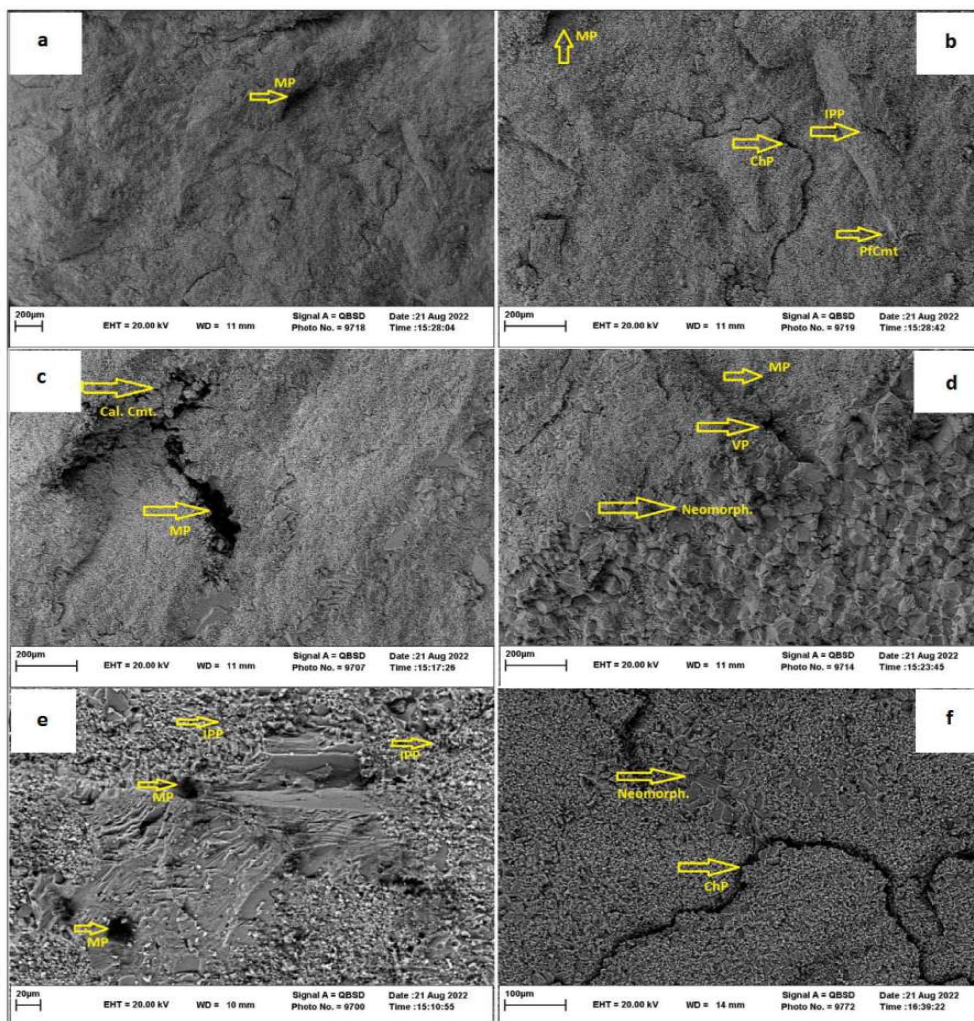 a
MP
200µm
EHT = 20.00 kV
WD = 11 mm
Signal A = QBSD
Photo No. = 9718
Date :21 Aug 2022
Time :15:28:04
b
MP
IPP
ChP
PfCmt
200µm
EHT = 20.00 kV
WD = 11 mm
Signal A = QBSD
Photo No. = 9719
Date :21 Aug 2022
Time :15:28:42
c
Cal. Cmt.
MP
200µm
EHT = 20.00 kV
WD = 11 mm
Signal A = QBSD
Photo No. = 9707
Date :21 Aug 2022
Time :15:17:26
d
MP
VP
Neomorph.
200µm
EHT = 20.00 kV
WD = 11 mm
Signal A = QBSD
Photo No. = 9714
Date :21 Aug 2022
Time :15:23:45
e
IPP
IPP
MP
MP
20µm
EHT = 20.00 kV
WD = 10 mm
Signal A = QBSD
Photo No. = 9700
Date :21 Aug 2022
Time :15:10:55
f
Neomorph.
ChP
100µm
EHT = 20.00 kV
WD = 14 mm
Signal A = QBSD
Photo No. = 9772
Date :21 Aug 2022
Time :16:39:22